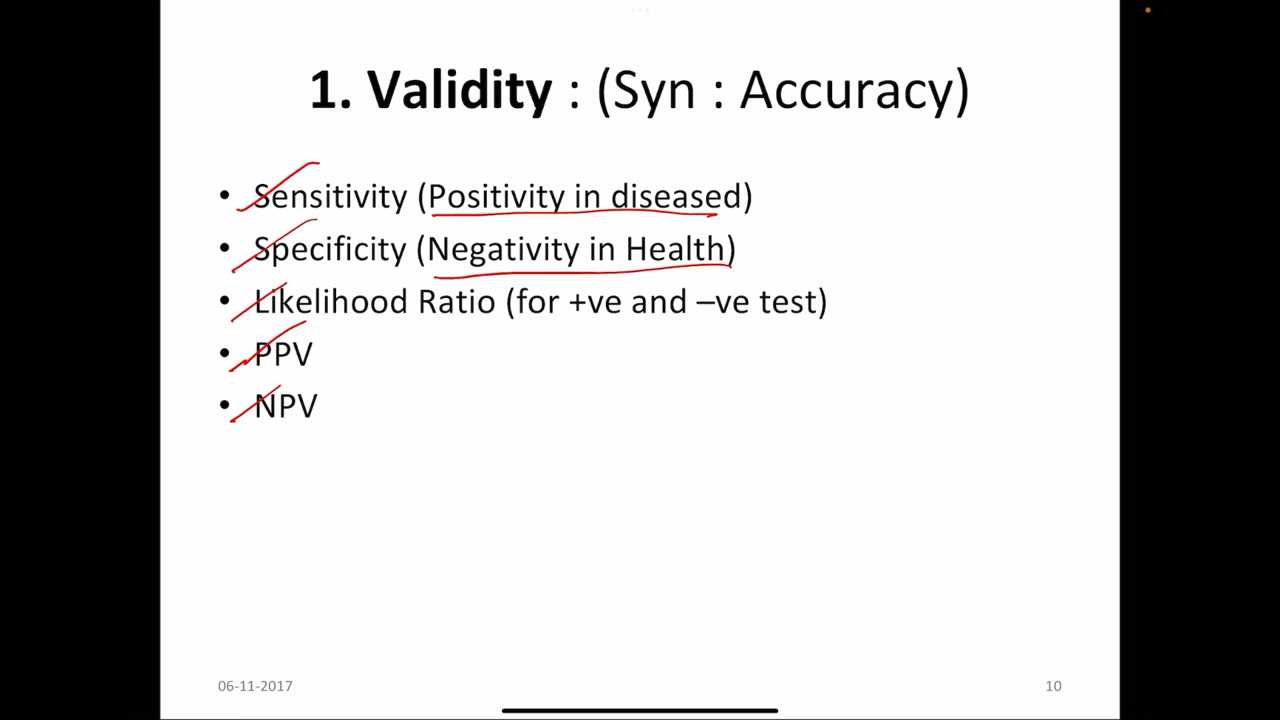 1. Validity : (Syn : Accuracy)
• Sensitivity (Positivity in diseased)
• Specificity (Negativity in Health)
• Likelihood Ratio (for +ve and –ve test)
• PPV
• NPV
06-11-2017
10